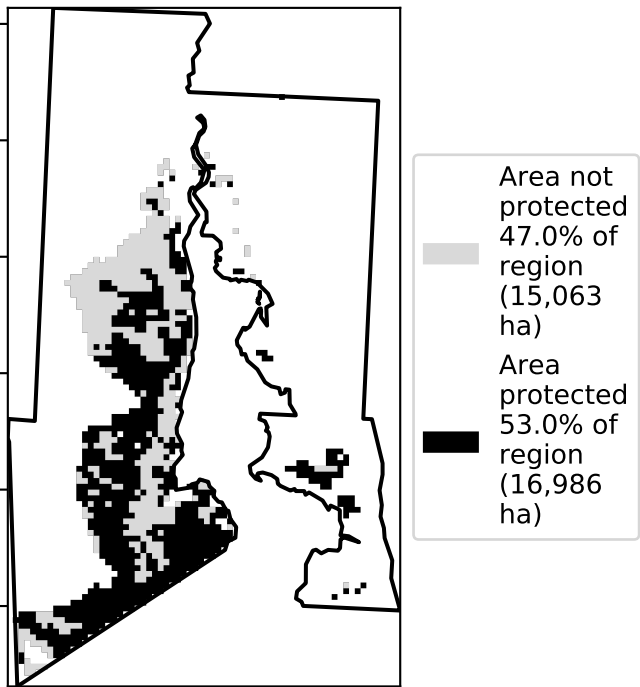 Area not
protected
47.0% of
region
(15,063
ha)
Area
protected
53.0% of
region
(16,986
ha)